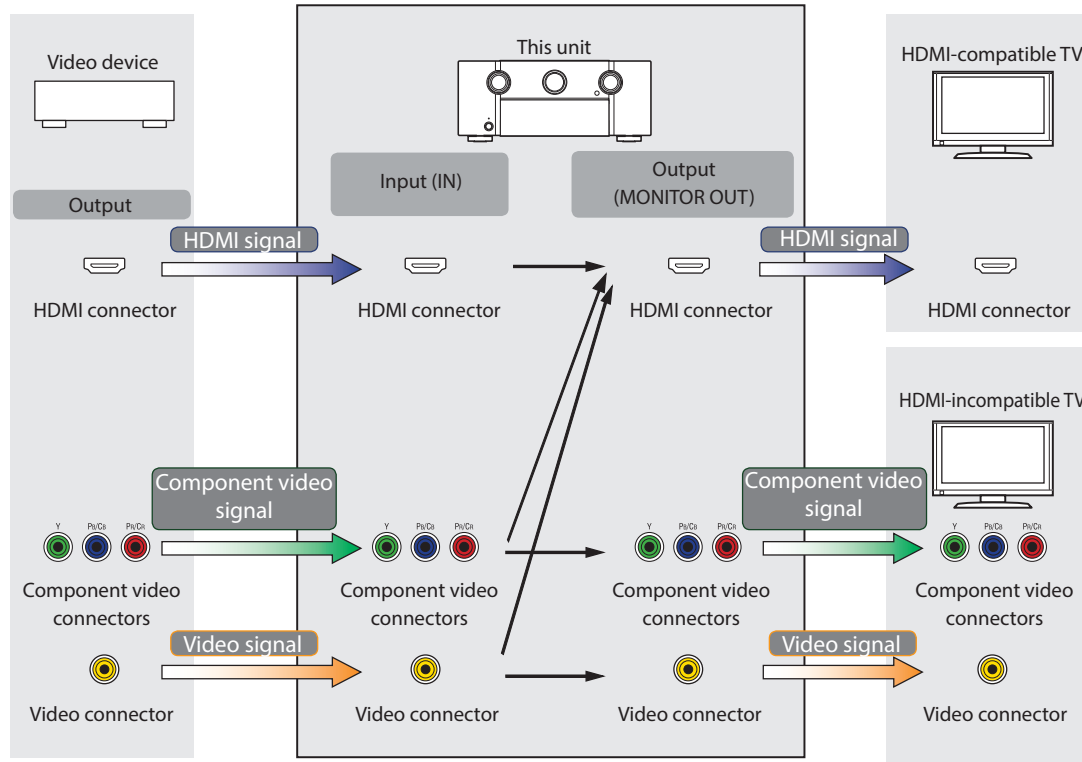 Video device
This unit
HDMI-compatible TV
Output
Input (IN)
Output
(MONITOR OUT)
HDMI signal
HDMI signal
HDMI connector
HDMI connector
HDMI connector
HDMI connector
HDMI-incompatible TV
Component video
signal
Component video
signal
Y PB/CB PR/CR
Y PB/CB PR/CR
Y PB/CB PR/CR
Y PB/CB PR/CR
Component video
connectors
Component video
connectors
Component video
connectors
Component video
connectors
Video signal
Video signal
Video connector
Video connector
Video connector
Video connector